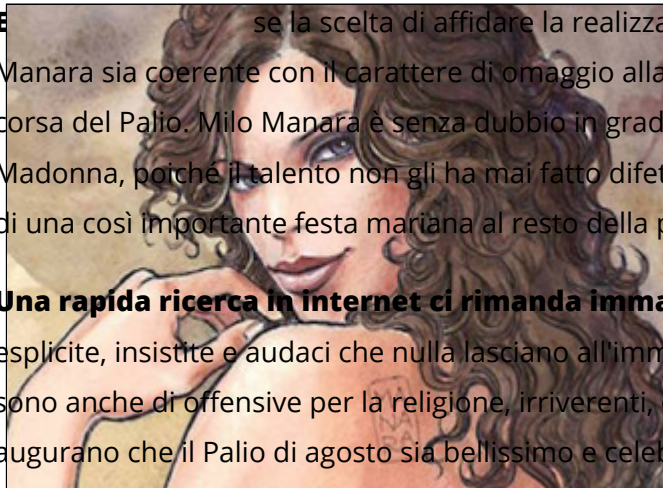 se la scelta di affidare la realizza
Manara sia coerente con il carattere di omaggio alla
corsa del Palio. Milo Manara è senza dubbio in grad
Madonna, poiché il talento non gli ha mai fatto difet
di una così importante festa mariana al resto della p
Una rapida ricerca in internet ci rimanda imma
esplicite, insistite e audaci che nulla lasciano all'imm
sono anche di offensive per la religione, irriverenti,
augurano che il Palio di agosto sia bellissimo e celeb